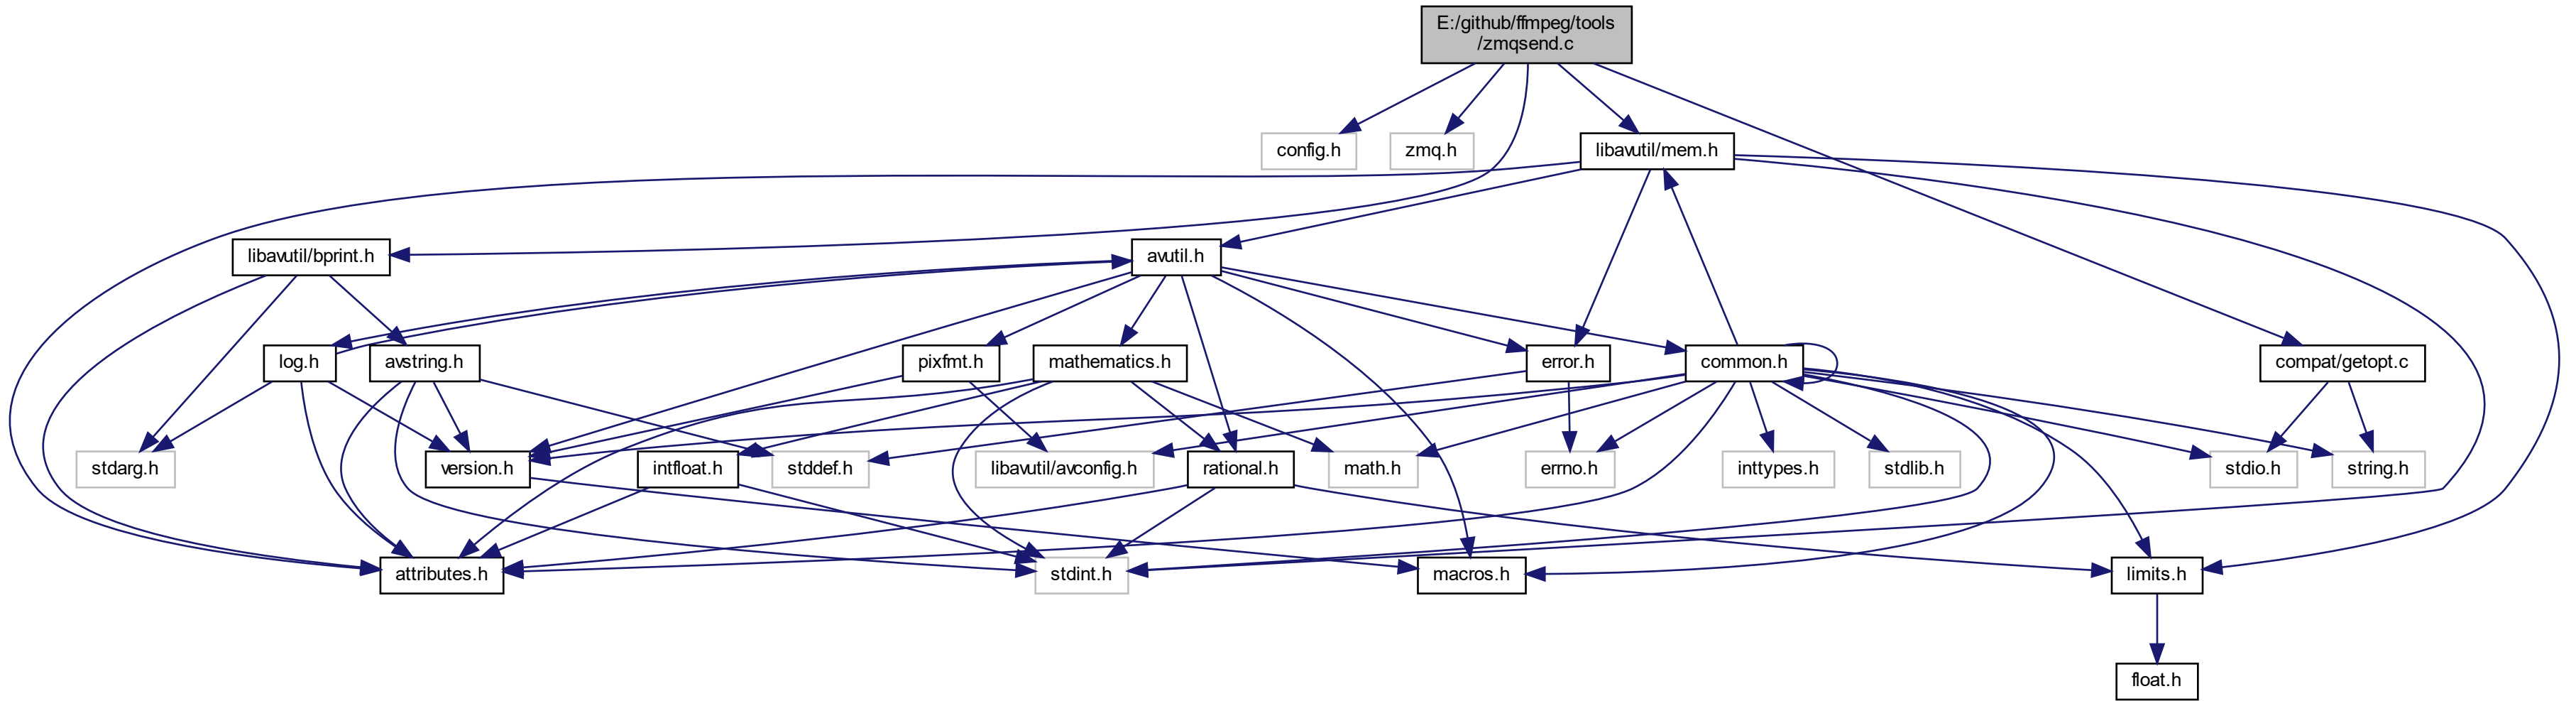 E:/github/ffmpeg/tools
/zmqsend.c
config.h
zmq.h
libavutil/mem.h
libavutil/bprint.h
avutil.h
log.h
avstring.h
pixfmt.h
mathematics.h
error.h
common.h
compat/getopt.c
stdarg.h
version.h
intfloat.h
stddef.h
libavutil/avconfig.h
rational.h
math.h
errno.h
inttypes.h
stdlib.h
stdio.h
string.h
attributes.h
stdint.h
macros.h
limits.h
float.h